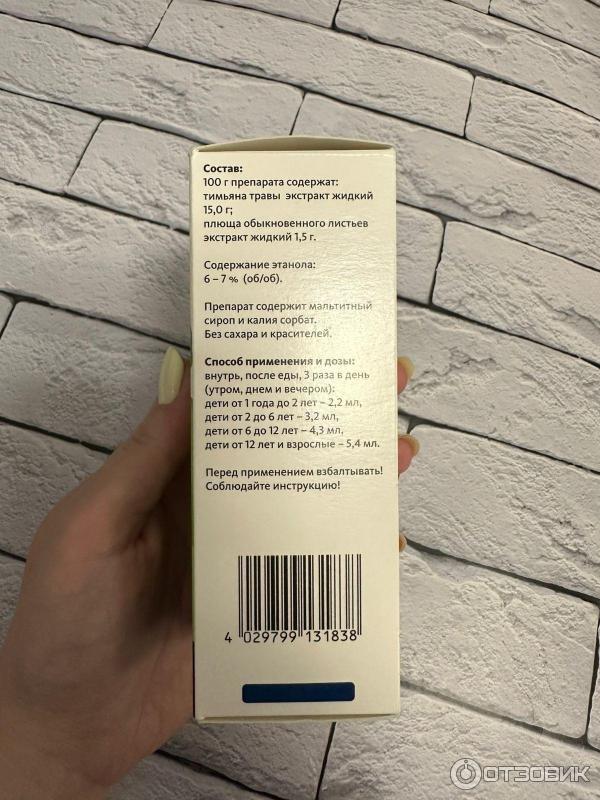 Состав:
100 г препарата содержат:
тимьяна травы экстракт жидкий
15,0 г;
плюща обыкновенного листьев
экстракт жидкий 1,5 г.
Содержание этанола:
6 – 7 % (об/об).
Препарат содержит мальтитный
сироп и калия сорбат.
Без сахара и красителей.
Способ применения и дозы:
внутрь, после еды, 3 раза в день
(утром, днем и вечером):
дети от 1 года до 2 лет – 2,2 мл,
дети от 2 до 6 лет – 3,2 мл,
дети от 6 до 12 лет – 4,3 мл,
дети от 12 лет и взрослые – 5,4 мл.
Перед применением взбалтывать!
Соблюдайте инструкцию!
4 029799 131838
ОТЗОВИК